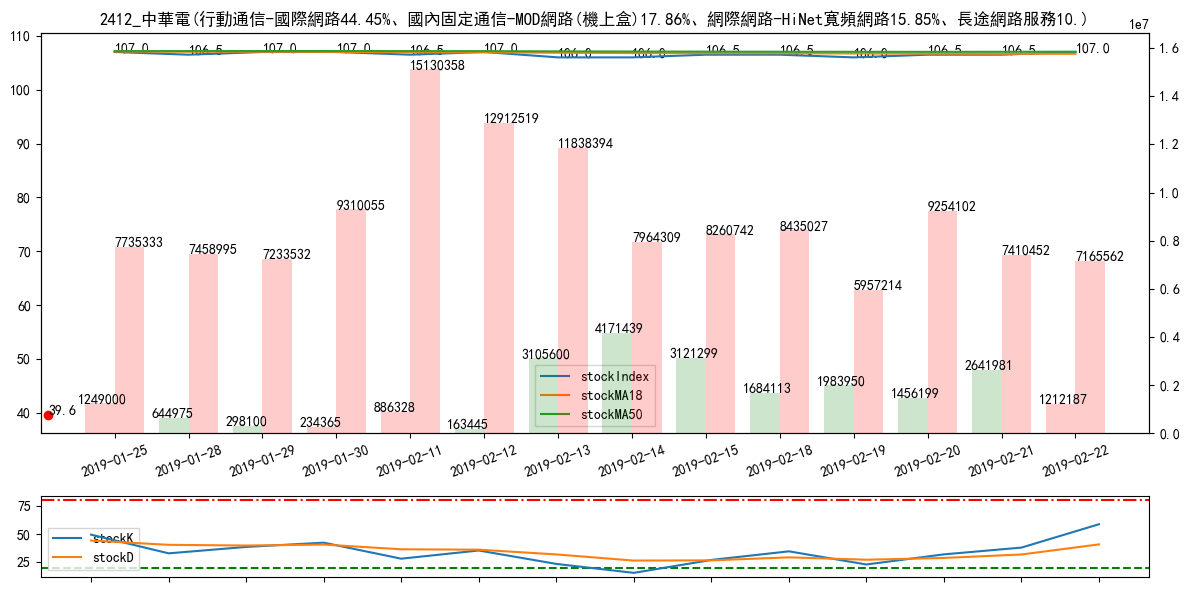 2412_中華電(行動通信-國際網路44.45%、國內固定通信-MOD網路(機上盒)17.86%、網際網路-HiNet寬頻網路15.85%、長途網路服務10.)
1e7
110
100
90
80
70
60
50
40
1.6
1.4
1.2
1.0
0.8
0.6
0.4
0.2
0.0
107.0 106.5 107.0 107.0 106.5 107.0 106.0 106.0 106.5 106.5 106.0 106.5 106.5 107.0
7735333 7458995 7233532 9310055 15130358 12912519 11838394 7964309 8260742 8435027 5957214 9254102 7410452 7165562
39.6
1249000 644975 298100 234365 886328 163445 3105600 4171439 3121299 1684113 1983950 1456199 2641981 1212187
stockIndex
stockMA18
stockMA50
2019-01-25 2019-01-28 2019-01-29 2019-01-30 2019-02-11 2019-02-12 2019-02-13 2019-02-14 2019-02-15 2019-02-18 2019-02-19 2019-02-20 2019-02-21 2019-02-22
75
50
25
stockK
stockD